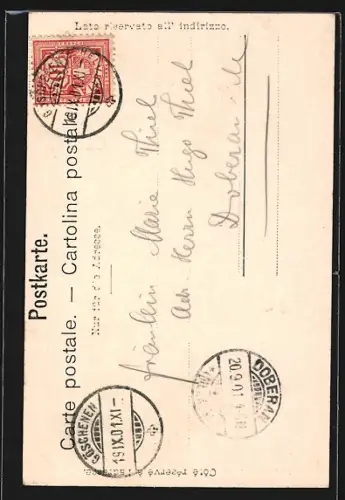 Lato riservato all' indirizzo.
Postkarte.
Carte postale. — Cartolina postale.
Nur für die Adresse.
Fräulein Marie Thiel
Adr. Herrn Hugo Thiel
Doberan
GÖSCHENEN
19.IX.01.XI-
DOBERAN
20.9.01
Côté réservé à l'adresse.